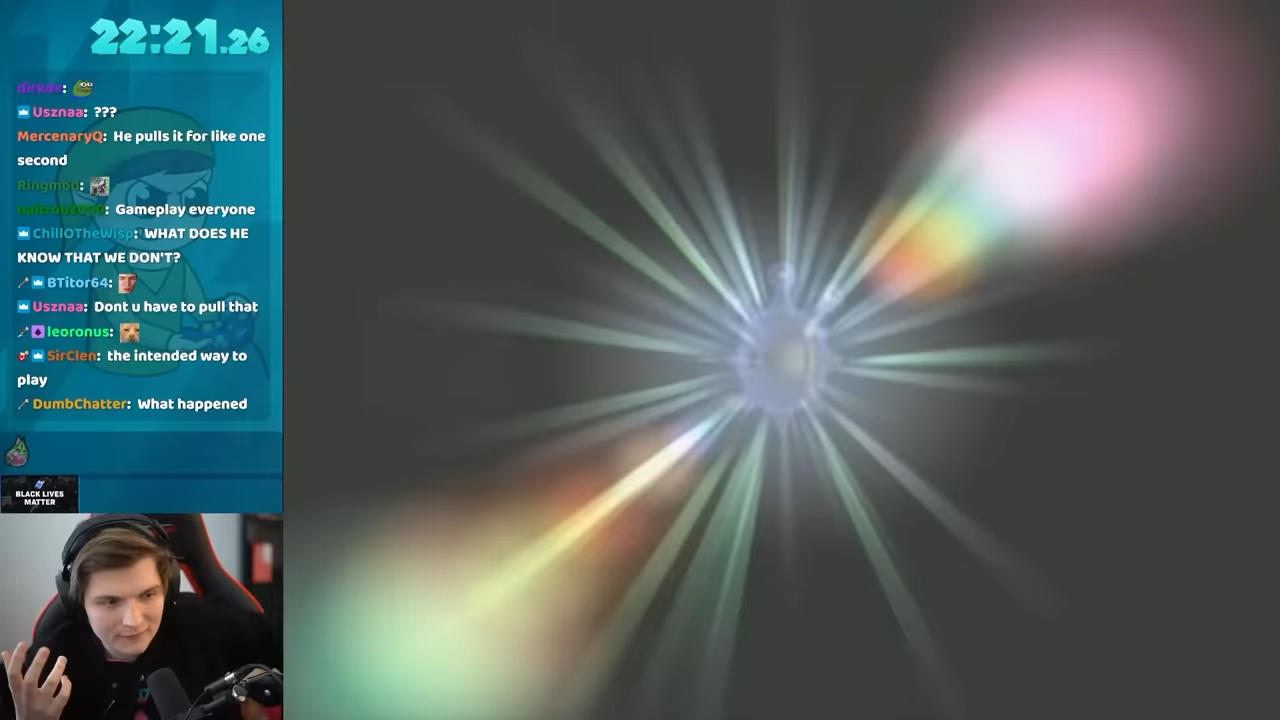 22:21.26
dirkdv:
Usznaa: ???
MercenaryQ: He pulls it for like one
second
Ringmod:
Gameplay everyone
ChillOTheWisp: WHAT DOES HE
KNOW THAT WE DON'T?
BTitor64:
Usznaa: Dont u have to pull that
leoronus:
SirClen: the intended way to
play
DumbChatter: What happened
BLACK LIVES
MATTER